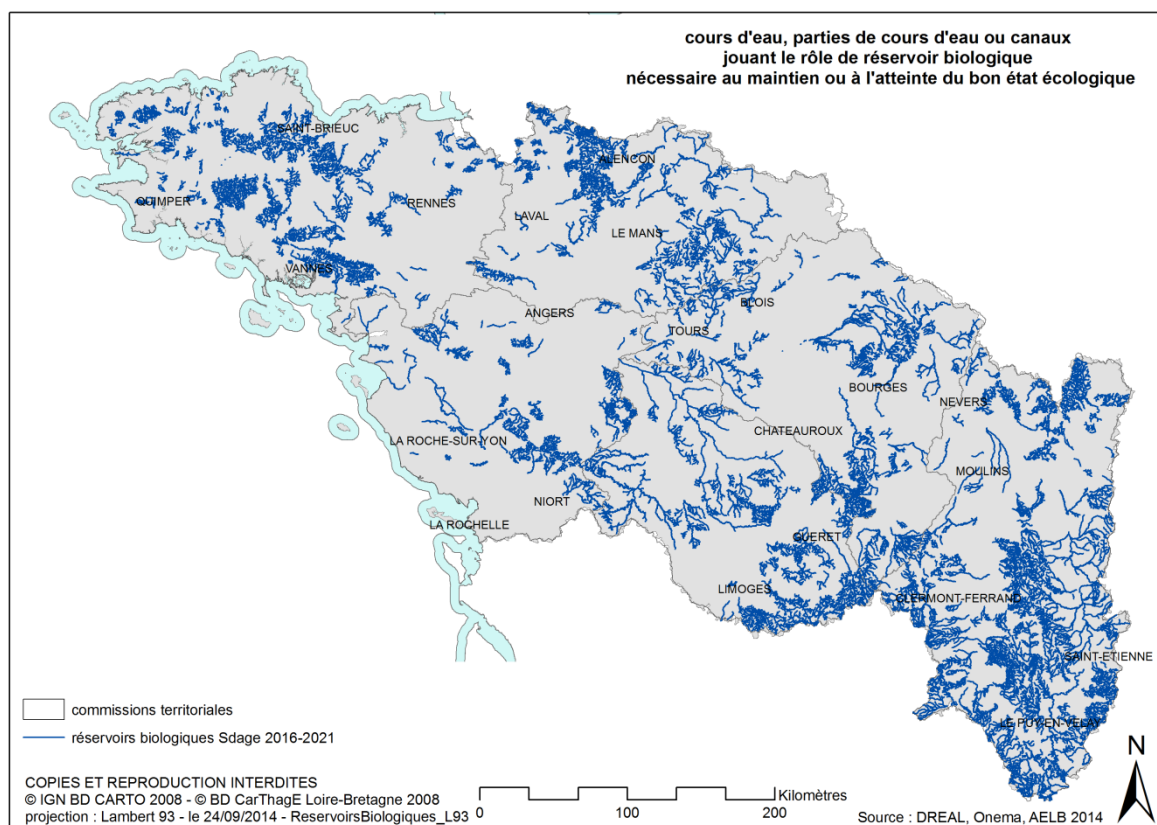 cours d'eau, parties de cours d'eau ou canaux
jouant le rôle de réservoir biologique
nécessaire au maintien ou à l'atteinte du bon état écologique
SAINT-BRIEUC
ALENCON
QUIMPER
RENNES
LAVAL
LE MANS
VANNES
BLOIS
ANGERS
TOURS
BOURGES
NEVERS
CHATEAUROUX
LA ROCHE-SUR-YON
MOULINS
NIORT
LA ROCHELLE
GUERET
LIMOGES
CLERMONT-FERRAND
SAINT-ETIENNE
LE PUY-EN-VELAY
commissions territoriales
réservoirs biologiques Sdage 2016-2021
N
COPIES ET REPRODUCTION INTERDITES
© IGN BD CARTO 2008 - © BD CarThagE Loire-Bretagne 2008
projection : Lambert 93 - le 24/09/2014 - ReservoirsBiologiques_L93
Kilomètres
0 100 200
Source : DREAL, Onema, AELB 2014